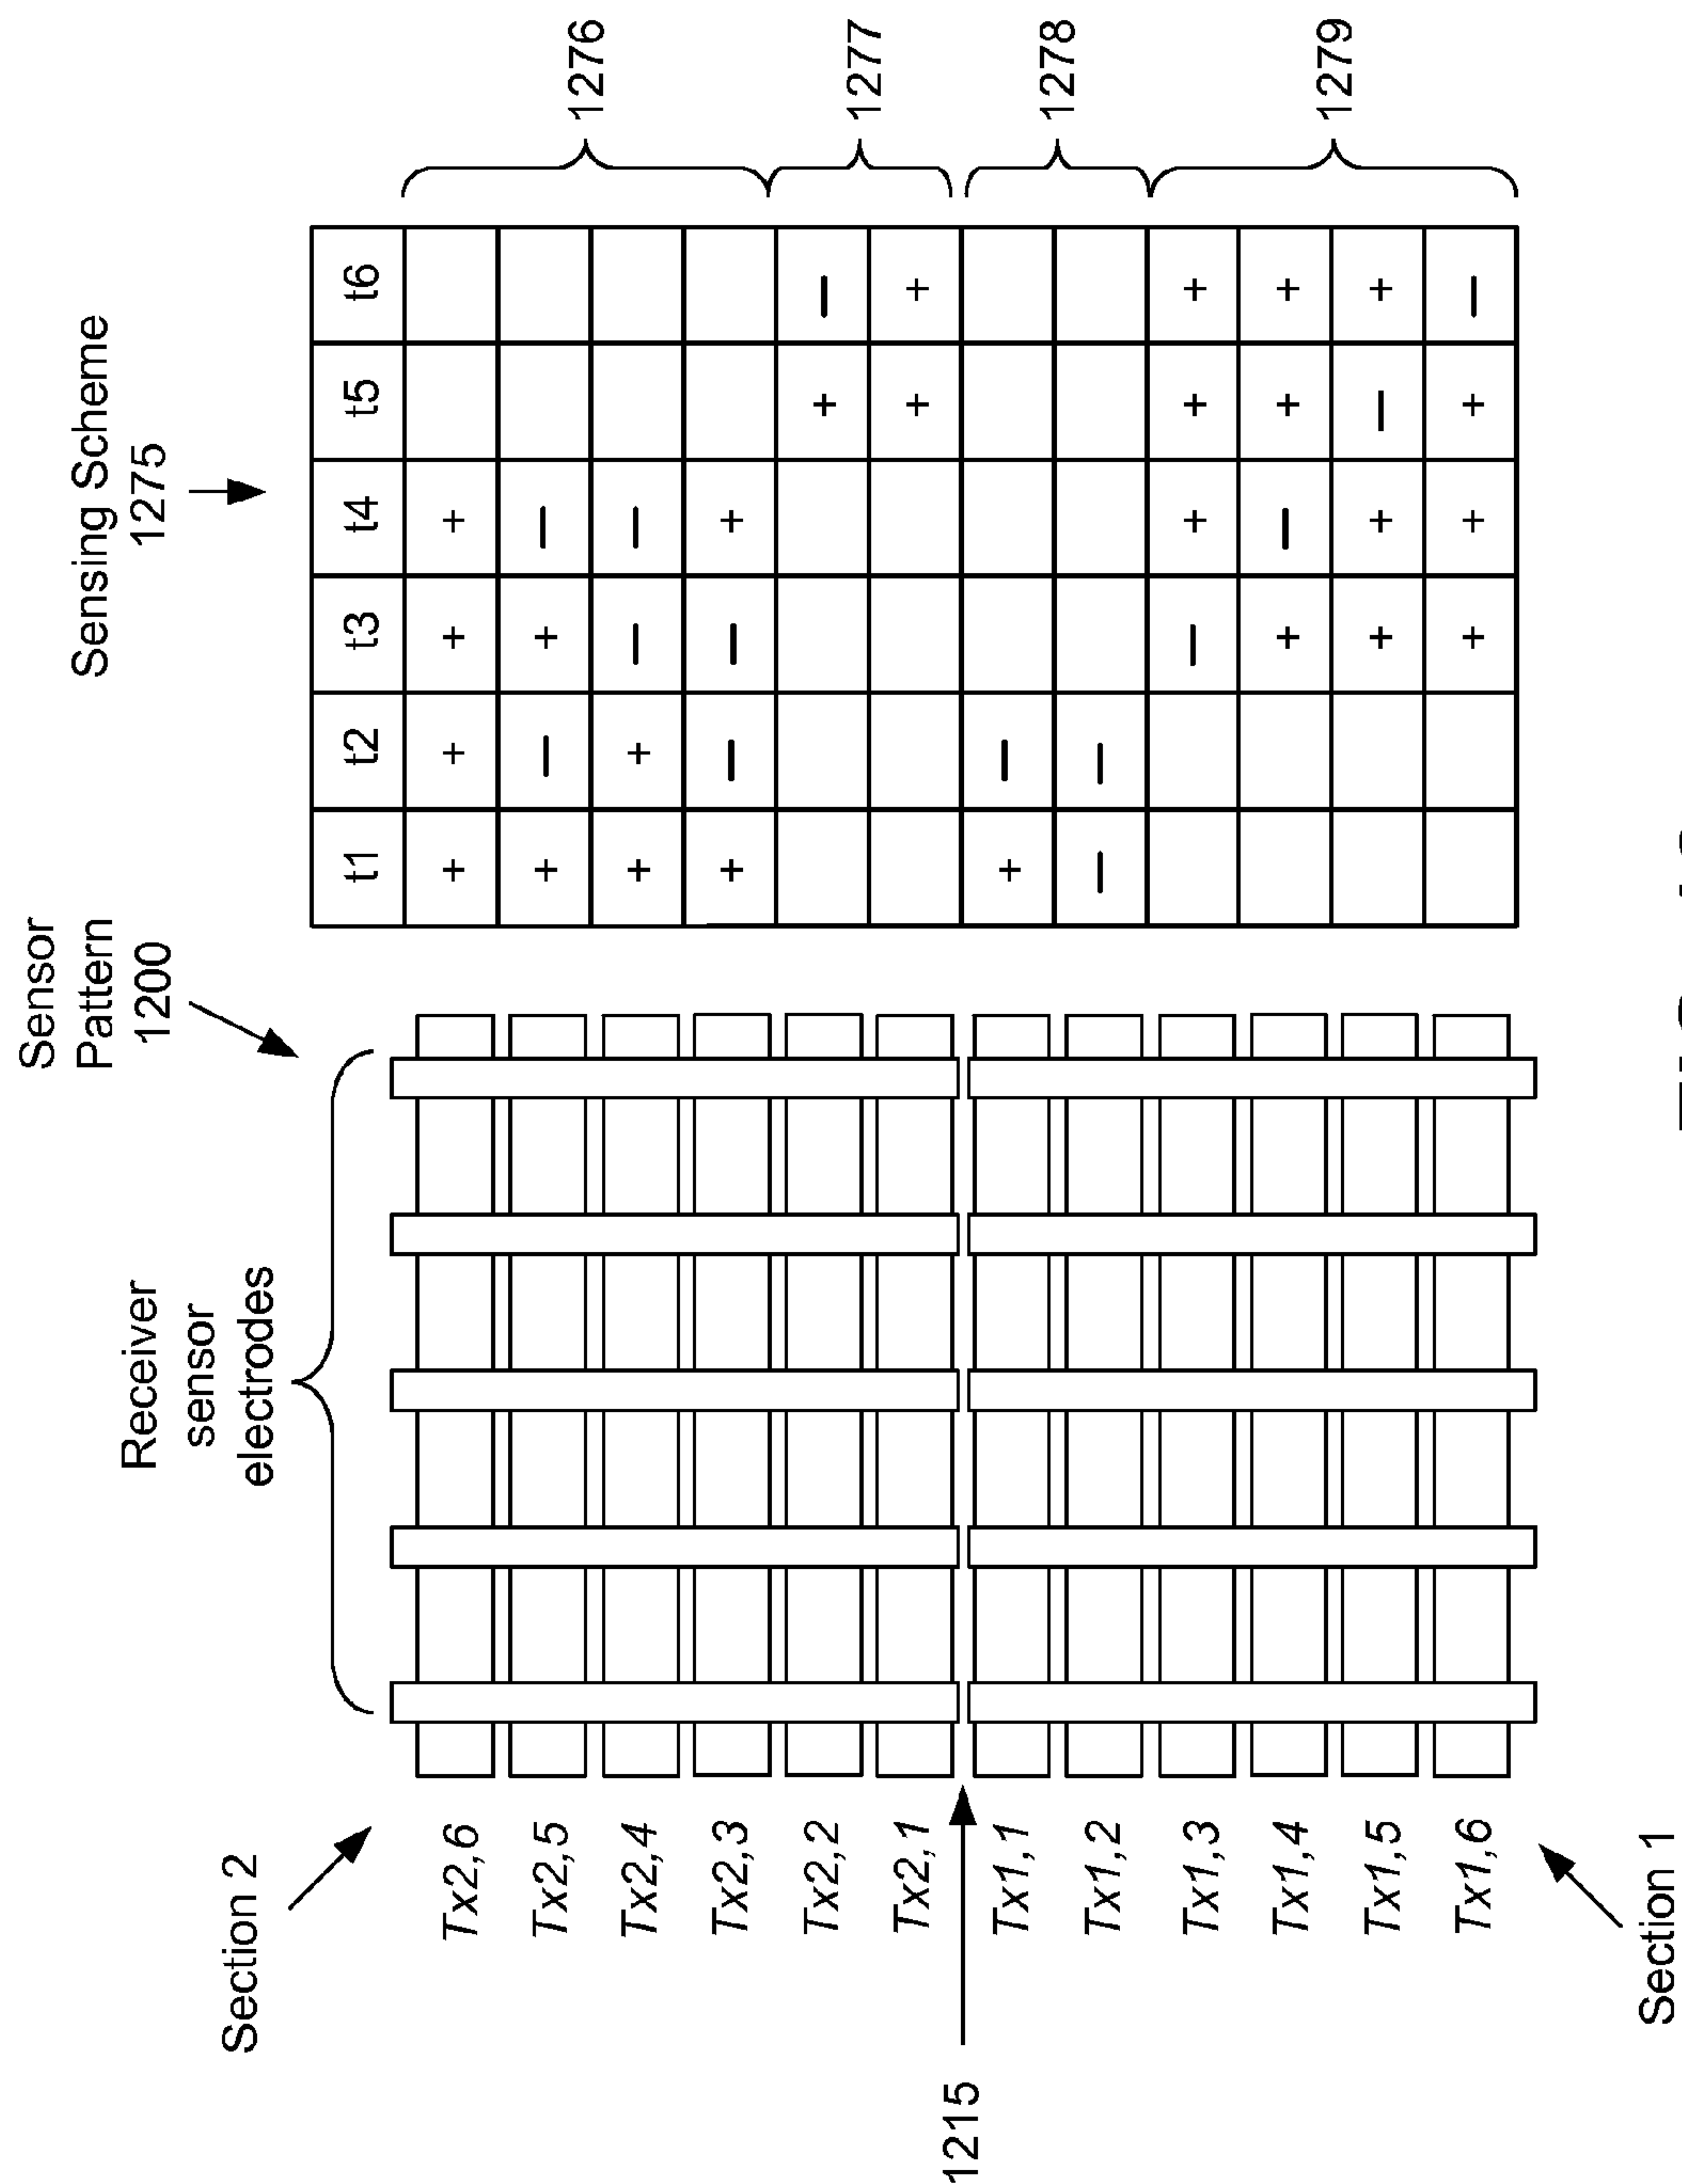 Sensor
Pattern
1200
Sensing Scheme
1275
Receiver
sensor
electrodes
Section 2
t1 t2 t3 t4 t5 t6
Tx2,6 + + + +
Tx2,5 + − + −
Tx2,4 + + − −
Tx2,3 + − − +
1276
Tx2,2 + −
Tx2,1 + +
1277
1215
Tx1,1 + −
Tx1,2 − −
1278
Tx1,3 − + + +
Tx1,4 + − + +
Tx1,5 + + − +
Tx1,6 + + + −
1279
Section 1